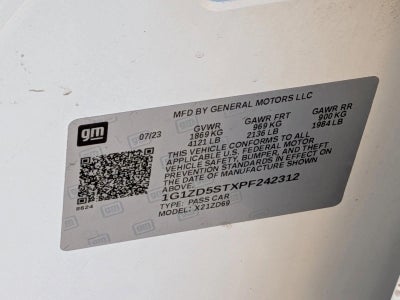 gm
MFD BY GENERAL MOTORS LLC
07/23
GVWR GAWR FRT GAWR RR
1869 KG 969 KG 900 KG
4121 LB 2136 LB 1984 LB
THIS VEHICLE CONFORMS TO ALL
APPLICABLE U.S. FEDERAL MOTOR
VEHICLE SAFETY, BUMPER, AND THEFT
PREVENTION STANDARDS IN EFFECT ON
THE DATE OF MANUFACTURE SHOWN
ABOVE.
1G1ZD5STXPF242312
TYPE: PASS CAR
MODEL: X21ZD69
8624